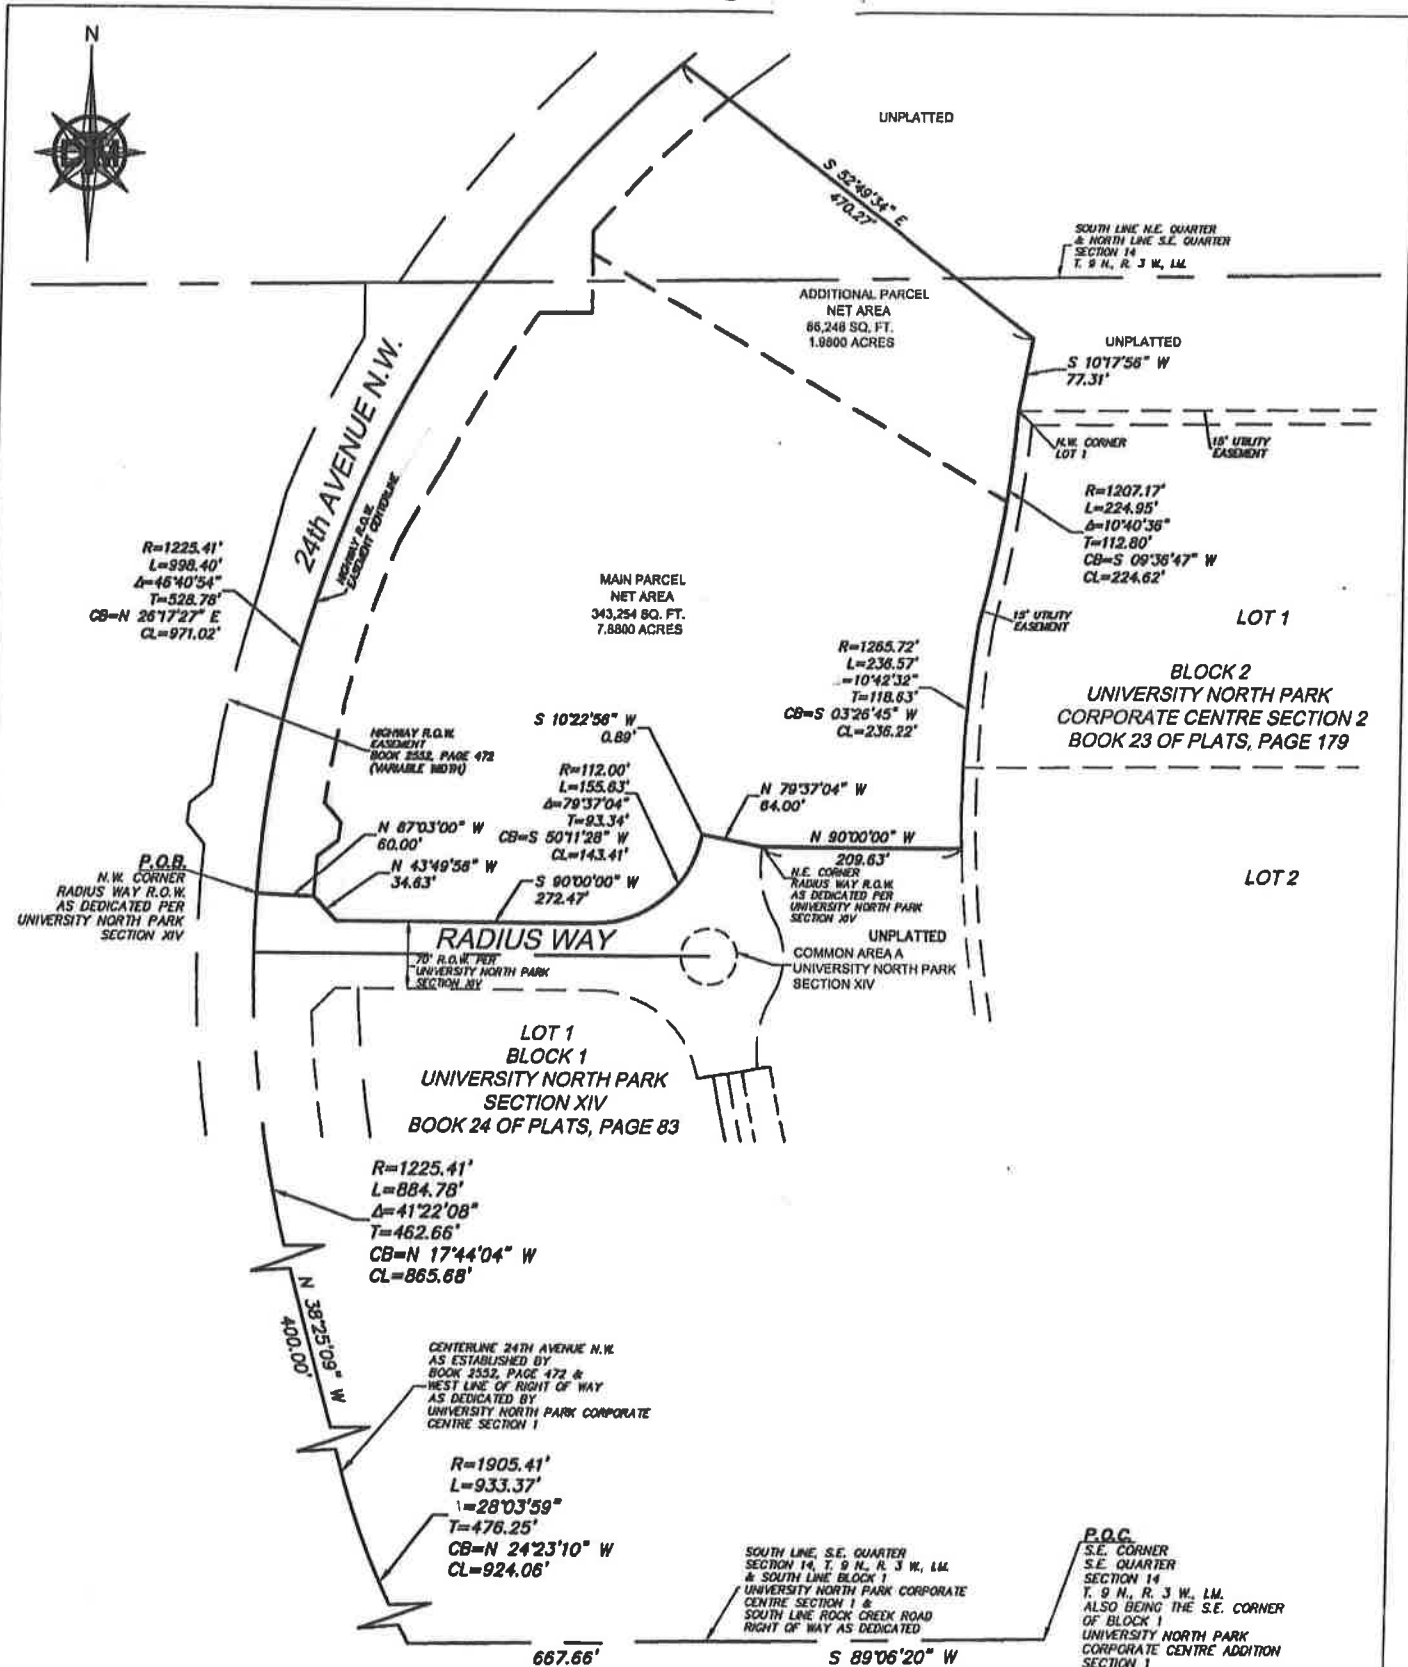 N
DTM
UNPLATTED
S 52°49'34" E
470.27'
SOUTH LINE N.E. QUARTER
& NORTH LINE S.E. QUARTER
SECTION 14
T. 9 N., R. 3 W., I.M.
ADDITIONAL PARCEL
NET AREA
86,248 SQ. FT.
1.9800 ACRES
UNPLATTED
S 10°17'56" W
77.31'
N.W. CORNER
LOT 1
15' UTILITY
EASEMENT
24th AVENUE N.W.
HIGHWAY R.O.W.
EASEMENT CENTERLINE
R=1207.17'
L=224.95'
Δ=10°40'36"
T=112.80'
CB=S 09°36'47" W
CL=224.62'
R=1225.41'
L=998.40'
Δ=46°40'54"
T=528.78'
CB=N 26°17'27" E
CL=971.02'
MAIN PARCEL
NET AREA
343,254 SQ. FT.
7.8800 ACRES
15' UTILITY
EASEMENT
LOT 1
R=1265.72'
L=236.57'
=10°42'32"
T=118.63'
CB=S 03°26'45" W
CL=236.22'
BLOCK 2
UNIVERSITY NORTH PARK
CORPORATE CENTRE SECTION 2
BOOK 23 OF PLATS, PAGE 179
S 10°22'56" W
0.89'
HIGHWAY R.O.W.
EASEMENT
BOOK 2552, PAGE 472
(VARIABLE WIDTH)
R=112.00'
L=155.63'
Δ=79°37'04"
T=93.34'
CB=S 50°11'28" W
CL=143.41'
N 79°37'04" W
64.00'
N 87°03'00" W
60.00'
N 90°00'00" W
209.63'
P.O.B.
N.W. CORNER
RADIUS WAY R.O.W.
AS DEDICATED PER
UNIVERSITY NORTH PARK
SECTION XIV
N 43°49'56" W
34.63'
S 90°00'00" W
272.47'
N.E. CORNER
RADIUS WAY R.O.W.
AS DEDICATED PER
UNIVERSITY NORTH PARK
SECTION XIV
LOT 2
RADIUS WAY
UNPLATTED
70' R.O.W. PER
UNIVERSITY NORTH PARK
SECTION XIV
COMMON AREA A
UNIVERSITY NORTH PARK
SECTION XIV
LOT 1
BLOCK 1
UNIVERSITY NORTH PARK
SECTION XIV
BOOK 24 OF PLATS, PAGE 83
R=1225.41'
L=884.78'
Δ=41°22'08"
T=462.66'
CB=N 17°44'04" W
CL=865.68'
N 38°25'09" W
400.00'
CENTERLINE 24TH AVENUE N.W.
AS ESTABLISHED BY
BOOK 2552, PAGE 472 &
WEST LINE OF RIGHT OF WAY
AS DEDICATED BY
UNIVERSITY NORTH PARK CORPORATE
CENTRE SECTION 1
R=1905.41'
L=933.37'
\=28°03'59"
T=476.25'
CB=N 24°23'10" W
CL=924.06'
SOUTH LINE, S.E. QUARTER
SECTION 14, T. 9 N., R. 3 W., I.M.
& SOUTH LINE BLOCK 1
UNIVERSITY NORTH PARK CORPORATE
CENTRE SECTION 1 &
SOUTH LINE ROCK CREEK ROAD
RIGHT OF WAY AS DEDICATED
P.O.C.
S.E. CORNER
S.E. QUARTER
SECTION 14
T. 9 N., R. 3 W., I.M.
ALSO BEING THE S.E. CORNER
OF BLOCK 1
UNIVERSITY NORTH PARK
CORPORATE CENTRE ADDITION
SECTION 1
667.66'
S 89°06'20" W